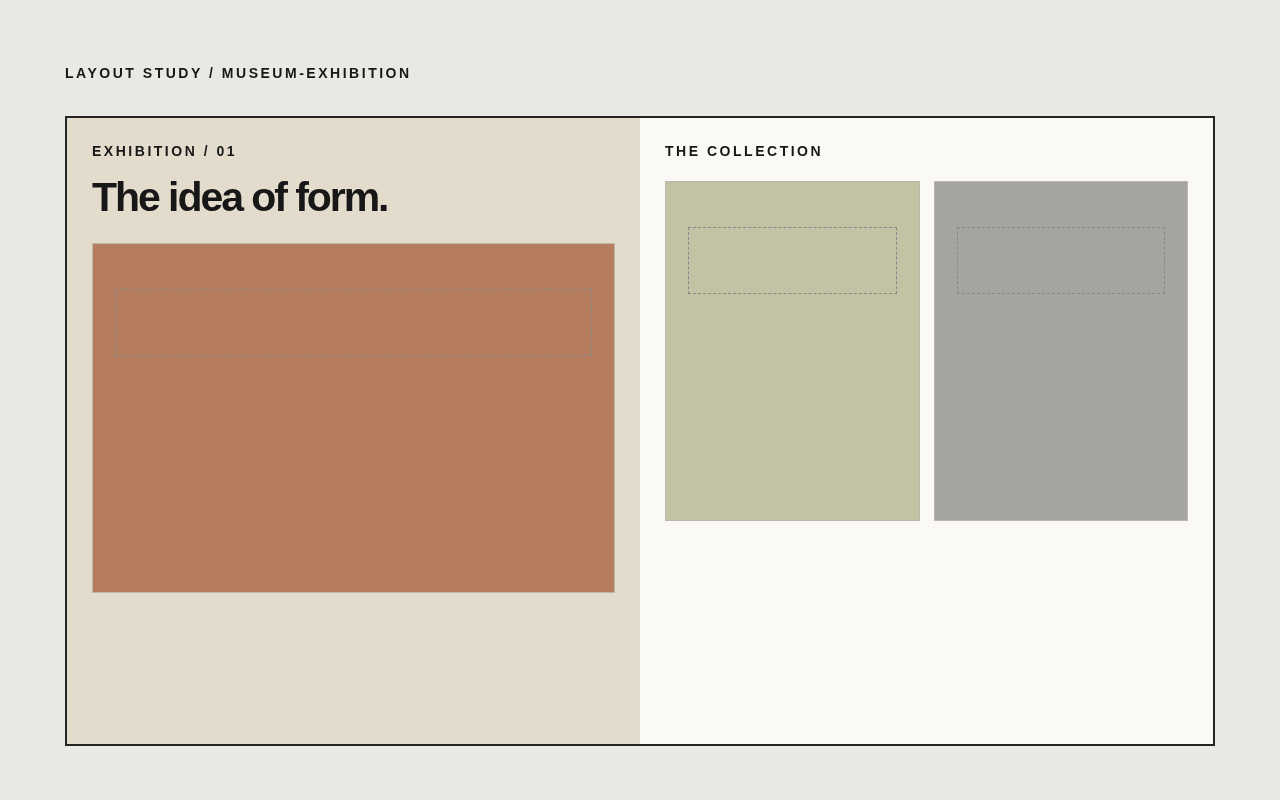 LAYOUT STUDY / MUSEUM-EXHIBITION
EXHIBITION / 01
The idea of form.
THE COLLECTION